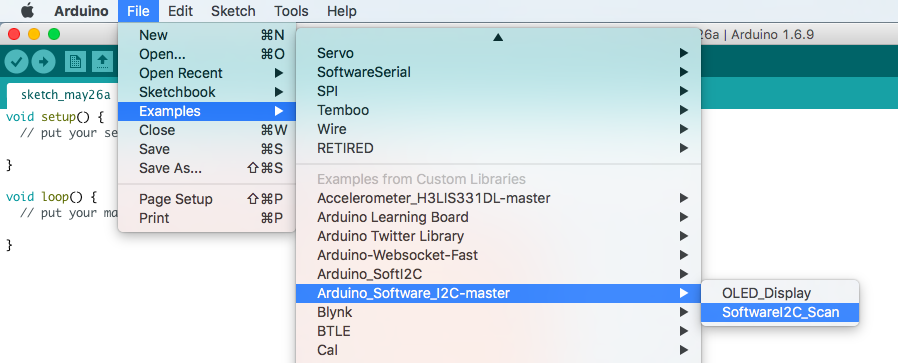 Arduino File Edit Sketch Tools Help
26a | Arduino 1.6.9
sketch_may26a
void setup() {
// put your se
}
void loop() {
// put your ma
}
New ⌘N
Open... ⌘O
Open Recent
Sketchbook
Examples
Close ⌘W
Save ⌘S
Save As... ⇧⌘S
Page Setup ⇧⌘P
Print ⌘P
Servo
SoftwareSerial
SPI
Temboo
Wire
RETIRED
Examples from Custom Libraries
Accelerometer_H3LIS331DL-master
Arduino Learning Board
Arduino Twitter Library
Arduino-Websocket-Fast
Arduino_SoftI2C
Arduino_Software_I2C-master
Blynk
BTLE
Cal
OLED_Display
SoftwareI2C_Scan